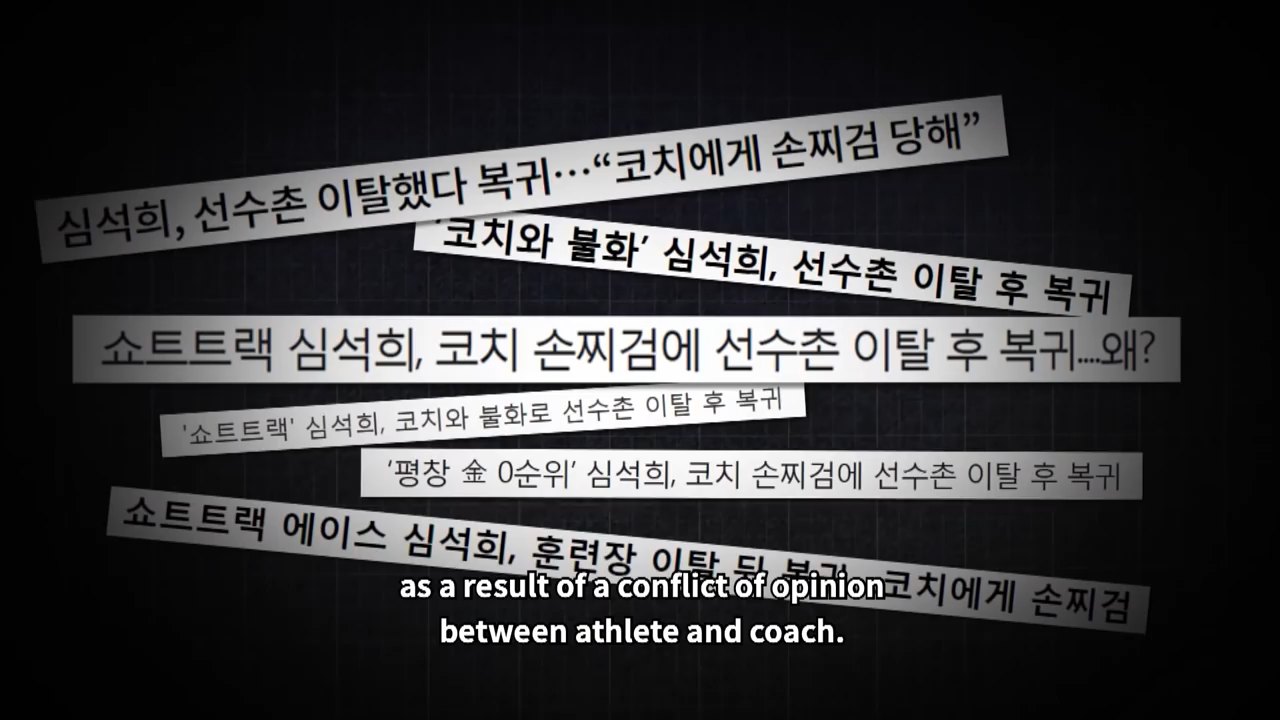 심석희, 선수촌 이탈했다 복귀…“코치에게 손찌검 당해”
‘코치와 불화’ 심석희, 선수촌 이탈 후 복귀
쇼트트랙 심석희, 코치 손찌검에 선수촌 이탈 후 복귀....왜?
'쇼트트랙' 심석희, 코치와 불화로 선수촌 이탈 후 복귀
‘평창 金 0순위’ 심석희, 코치 손찌검에 선수촌 이탈 후 복귀
쇼트트랙 에이스 심석희, 훈련장 이탈 뒤 복귀 코치에게 손찌검
as a result of a conflict of opinion
between athlete and coach.